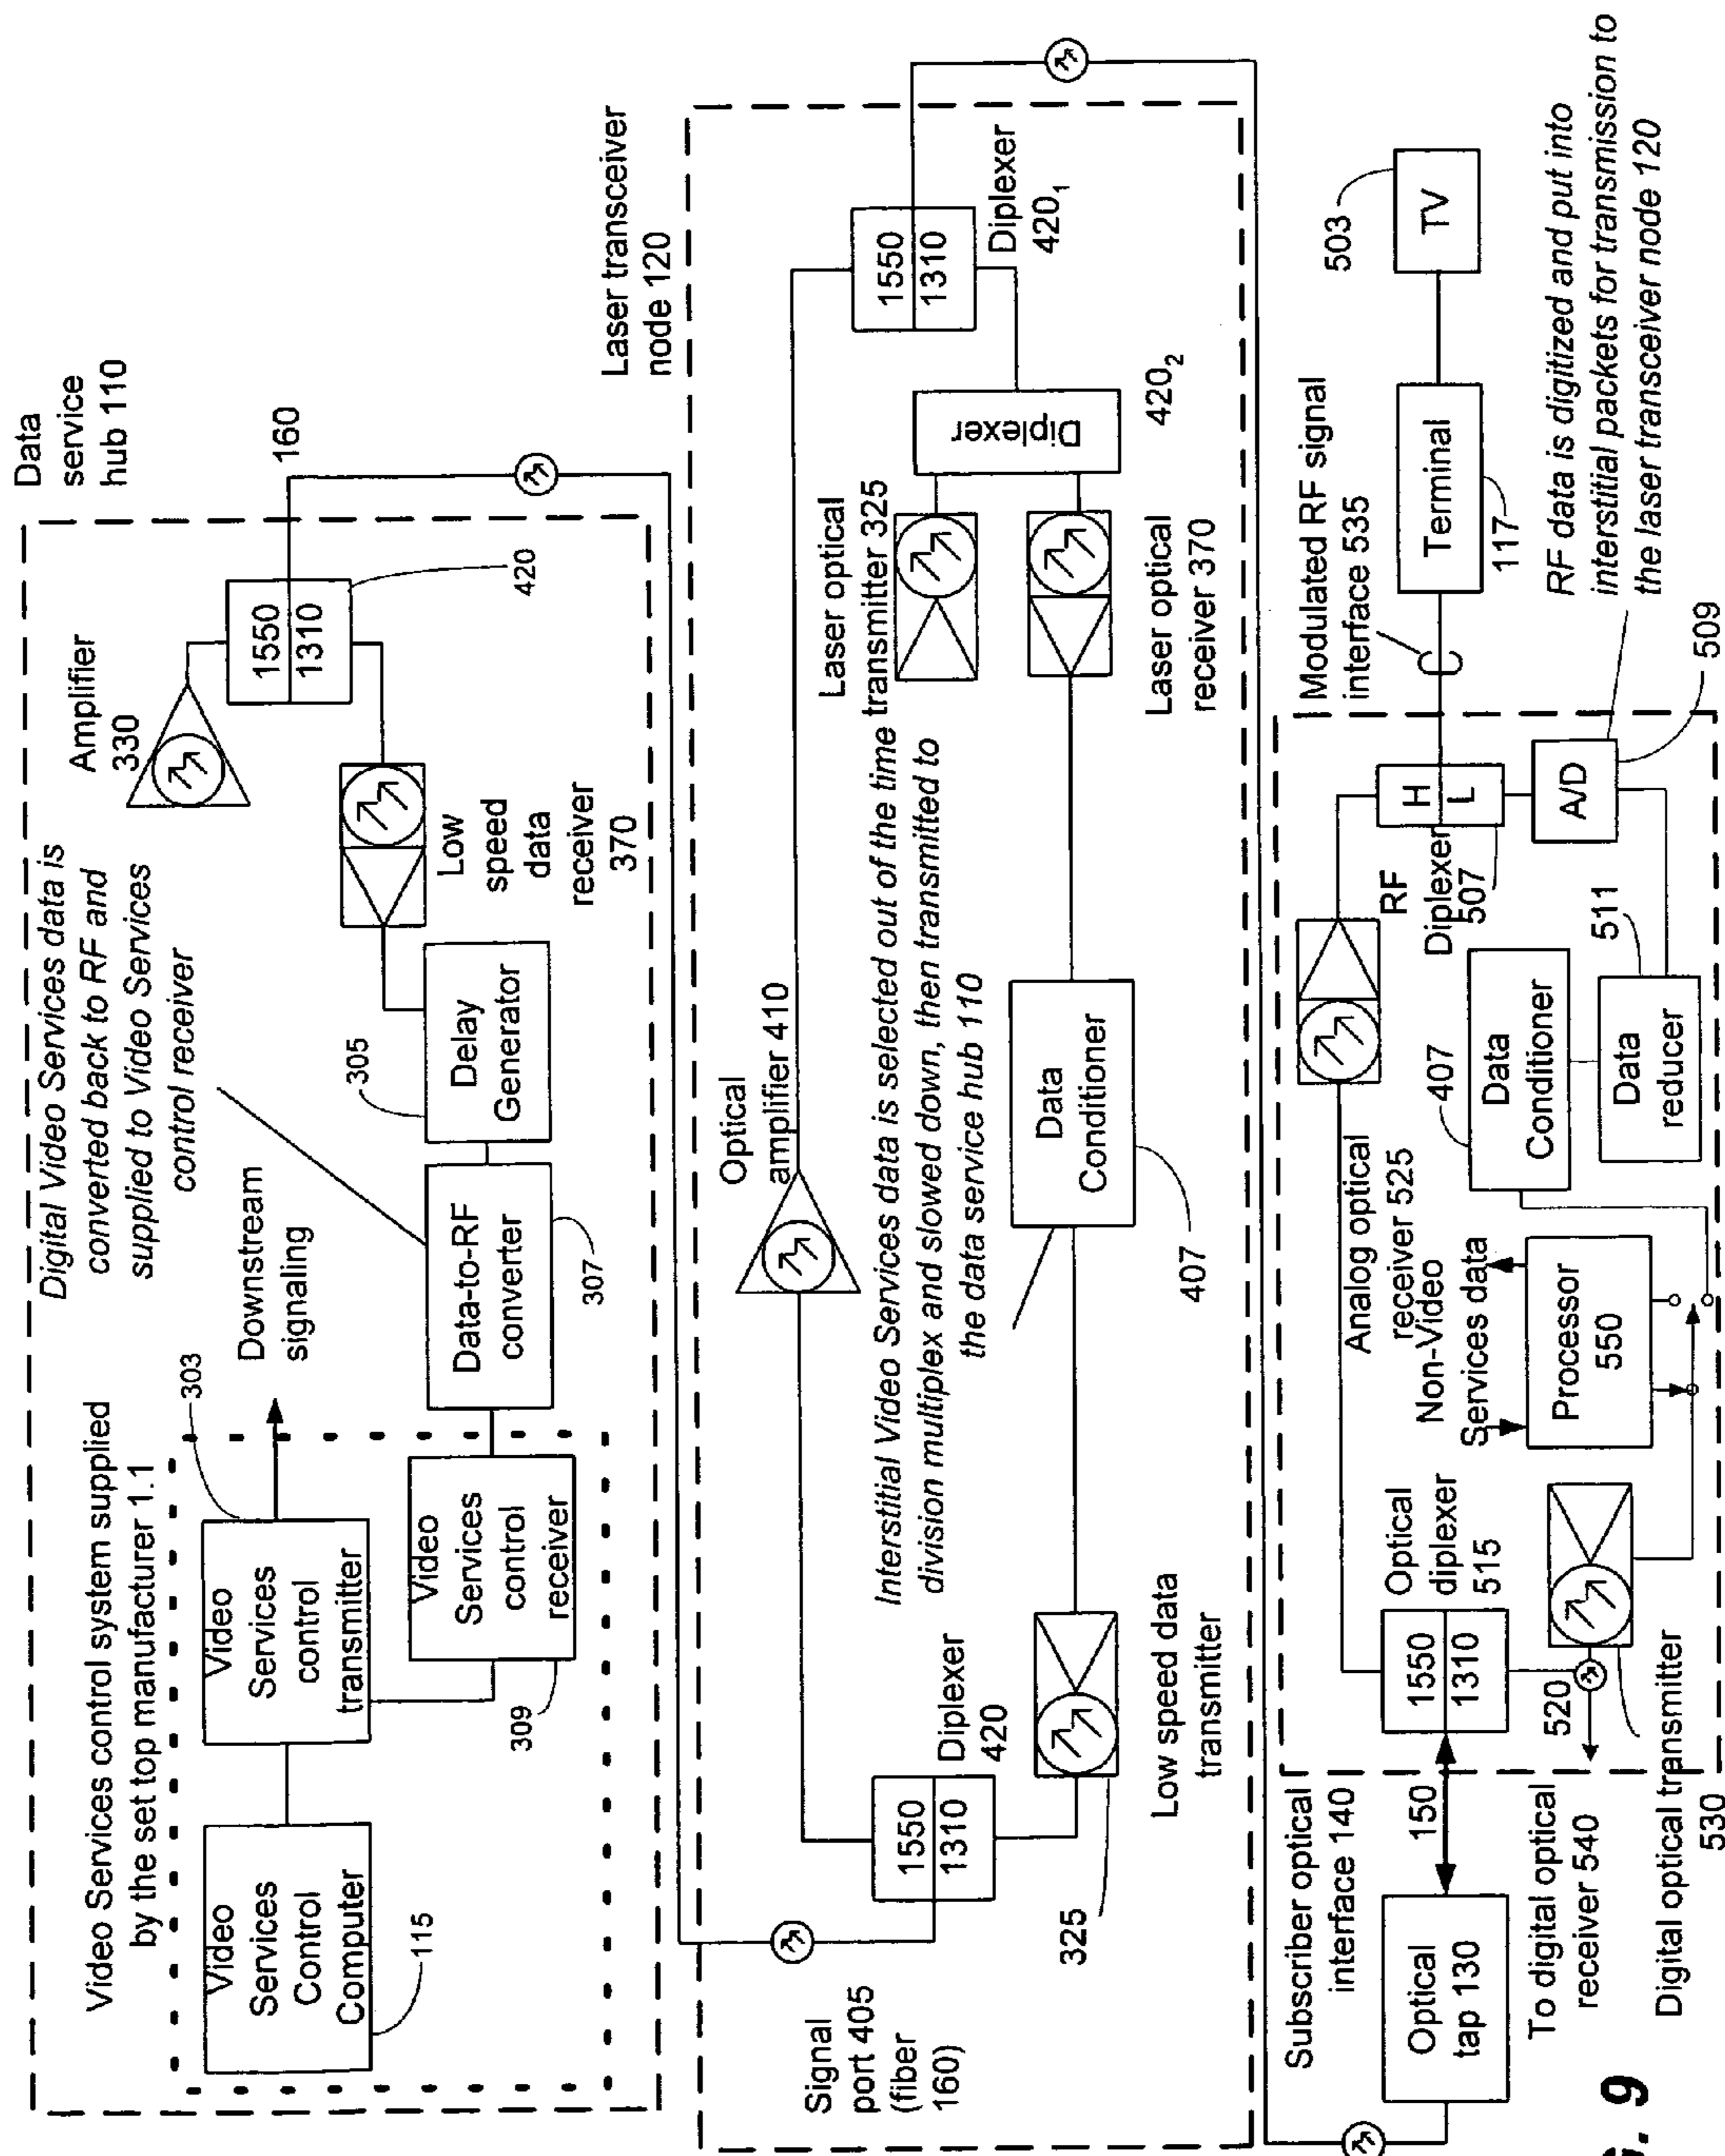 Data
service
hub 110
Digital Video Services data is
converted back to RF and
supplied to Video Services
control receiver
Video Services control system supplied
by the set top manufacturer 1.1
Video
Services
Control
Computer
115
Video
Services
control
transmitter
303
Downstream
signaling
Video
Services
control
receiver
309
Data-to-RF
converter
307
Delay
Generator
305
Low
speed
data
receiver
370
Amplifier
330
1550
1310
420
160
Laser transceiver
node 120
Signal
port 405
(fiber
160)
1550
1310
Diplexer
420
Optical
amplifier 410
Low speed data
transmitter
325
Interstitial Video Services data is selected out of the time
division multiplex and slowed down, then transmitted to
the data service hub 110
Data
Conditioner
407
Laser optical
transmitter 325
Laser optical
receiver 370
Diplexer
420₂
1550
1310
Diplexer
420₁
Subscriber optical
interface 140
Optical
tap 130
150
1550
1310
Optical
diplexer
515
520
To digital optical
receiver 540
Digital optical transmitter
530
Analog optical
receiver 525
Non-Video
Services data
Processor
550
Data
Conditioner
407
Data
reducer
511
RF
Diplexer
507
H
L
A/D
509
Modulated RF signal
interface 535
Terminal
117
TV
503
RF data is digitized and put into
interstitial packets for transmission to
the laser transceiver node 120
9